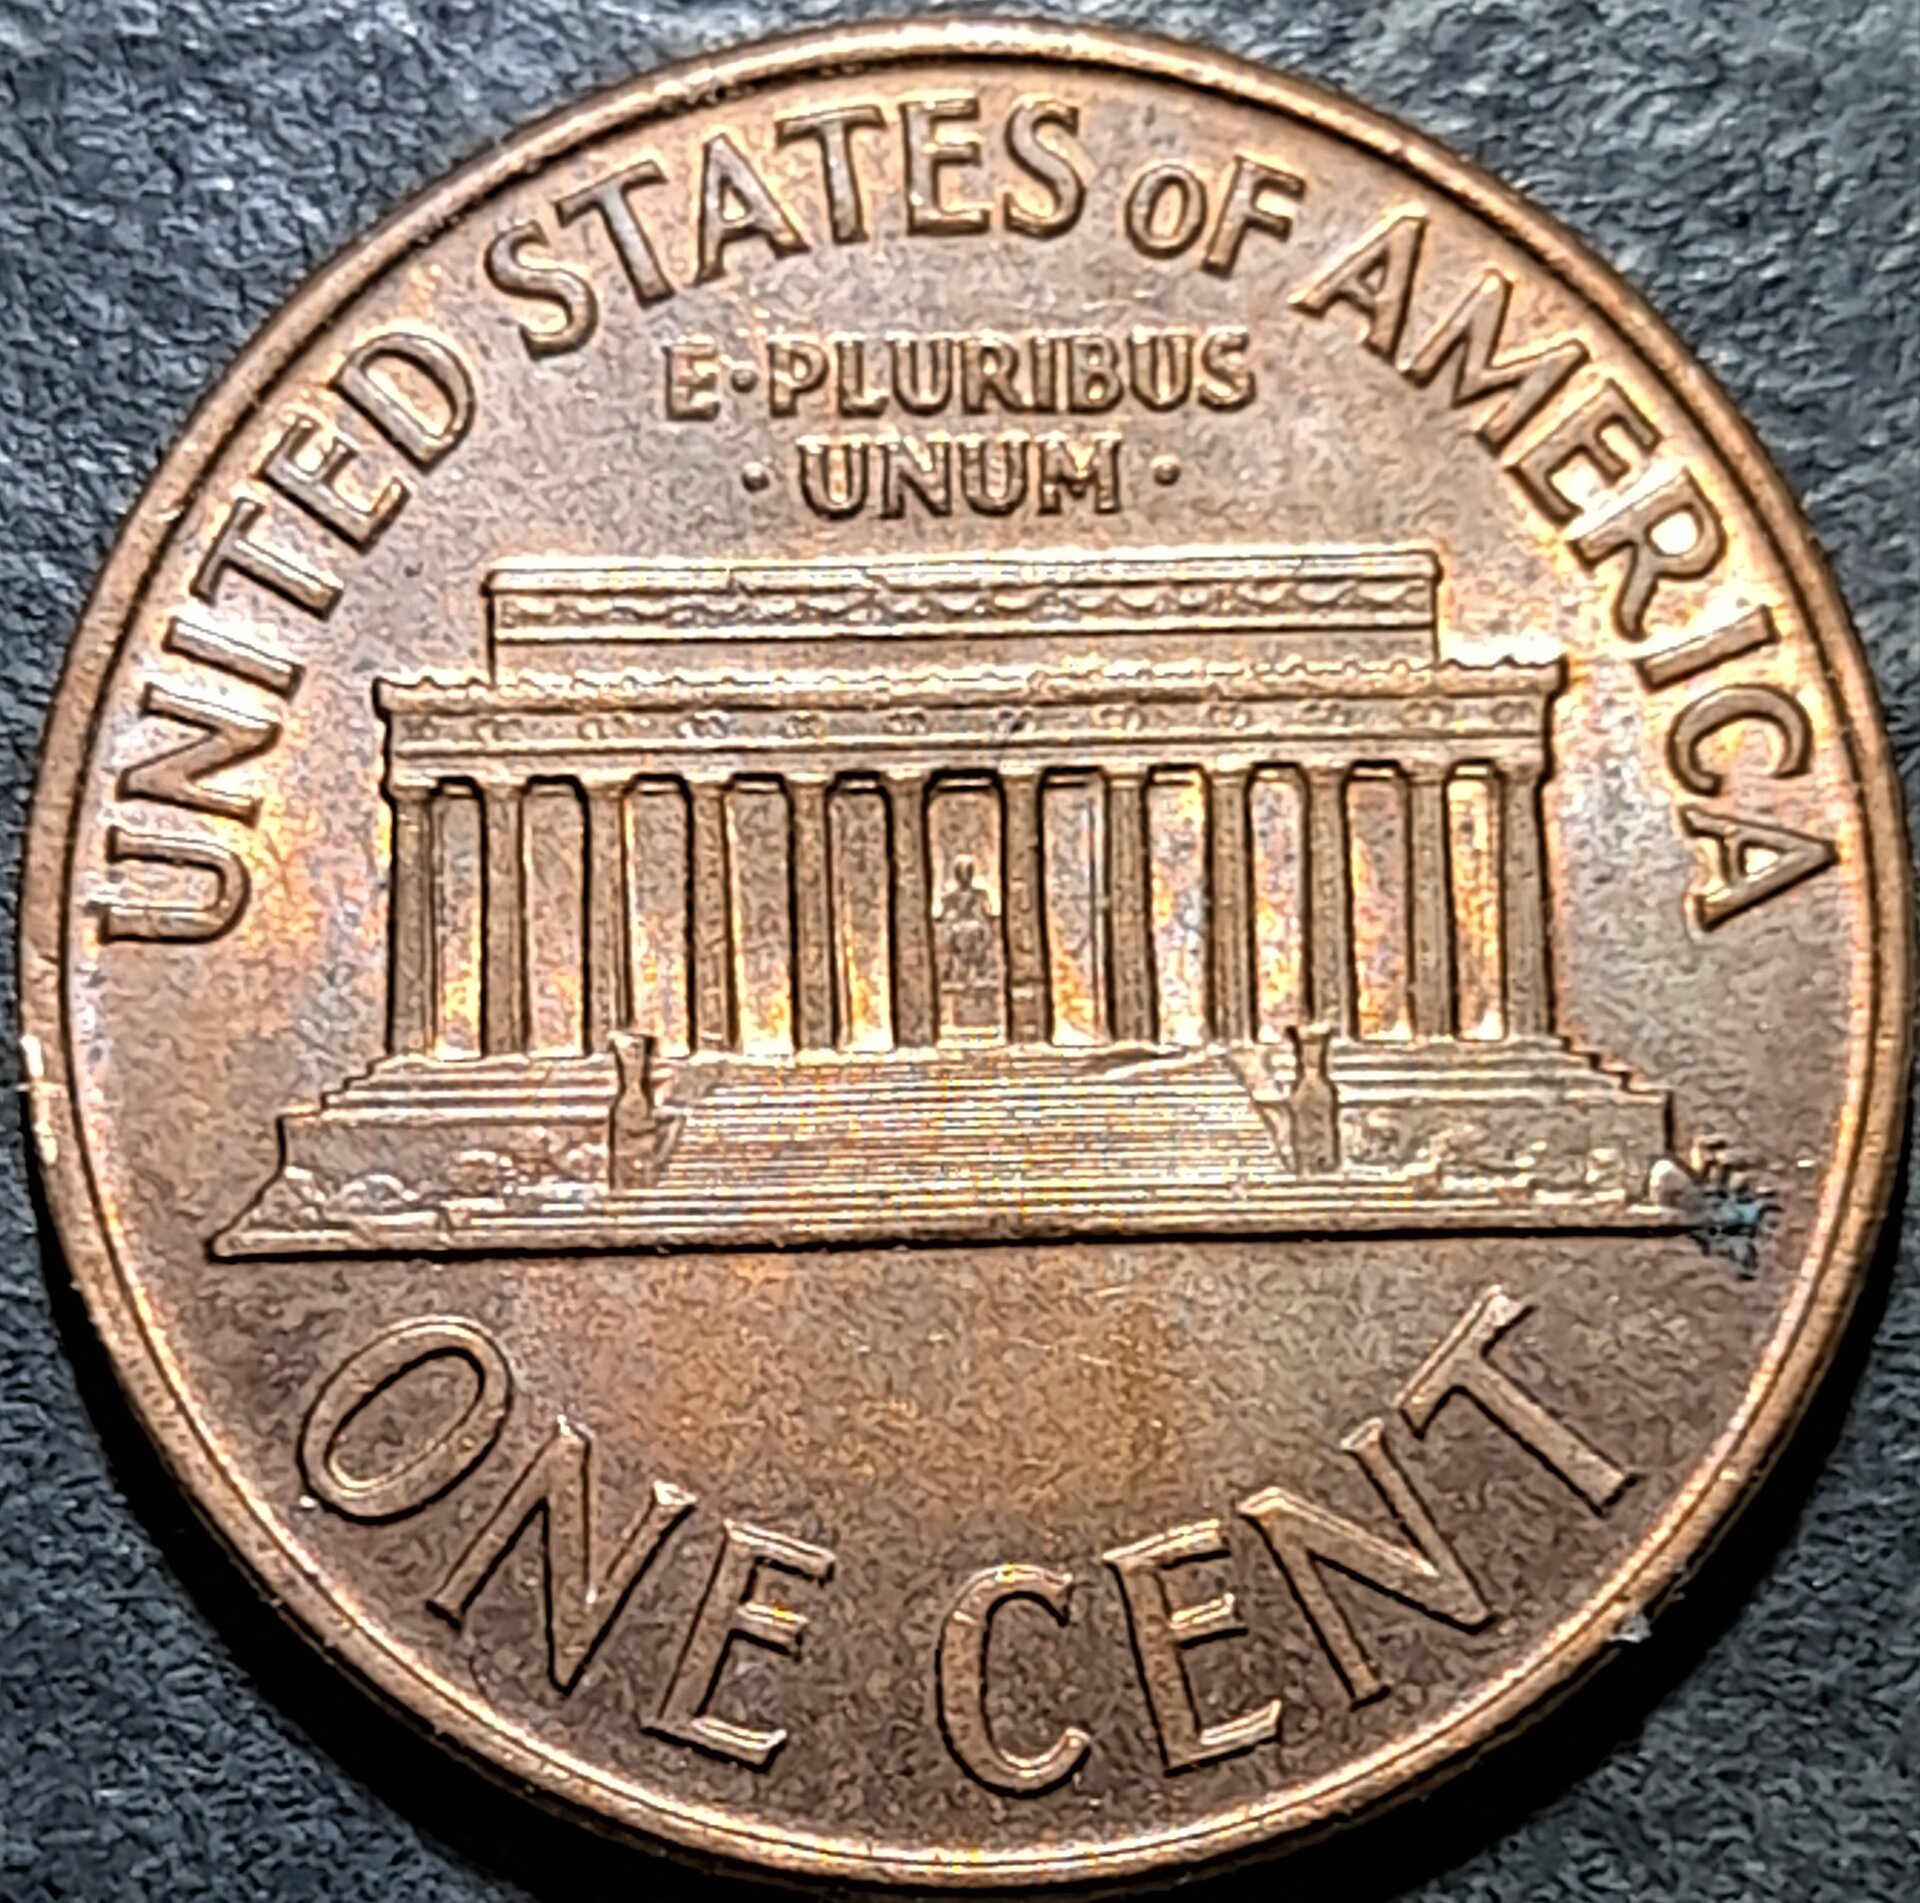 UNITED STATES OF AMERICA
E·PLURIBUS
·UNUM·
ONE CENT